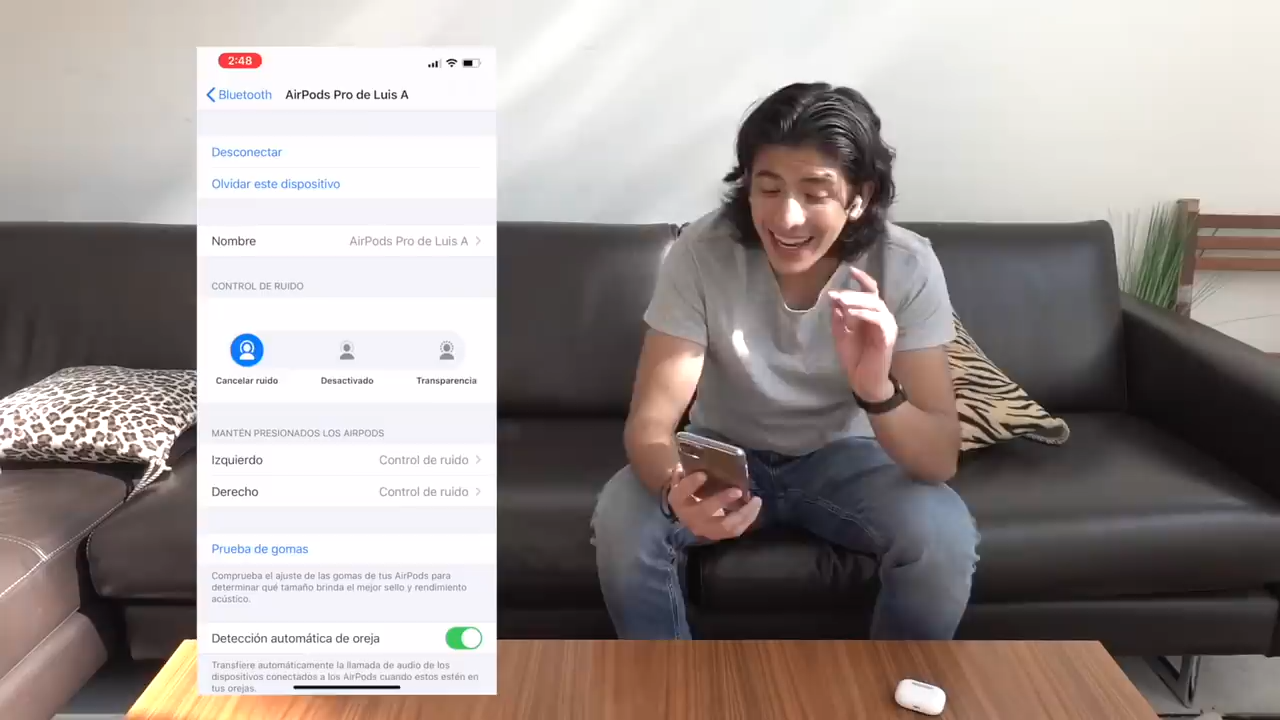 2:48
Bluetooth AirPods Pro de Luis A
Desconectar
Olvidar este dispositivo
Nombre AirPods Pro de Luis A
CONTROL DE RUIDO
Cancelar ruido Desactivado Transparencia
MANTÉN PRESIONADOS LOS AIRPODS
Izquierdo Control de ruido
Derecho Control de ruido
Prueba de gomas
Comprueba el ajuste de las gomas de tus AirPods para
determinar qué tamaño brinda el mejor sello y rendimiento
acústico.
Detección automática de oreja
Transfiere automáticamente la llamada de audio de los
dispositivos conectados a los AirPods cuando estos estén en
tus orejas.